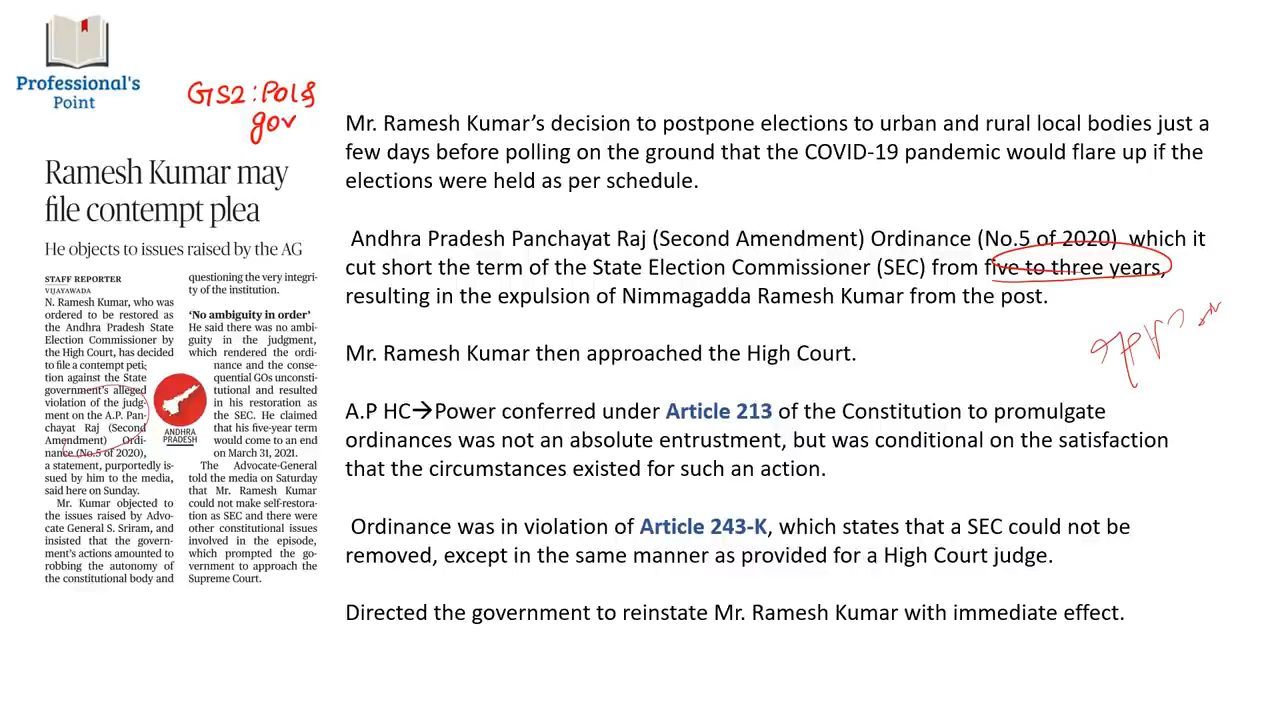 Professional's
Point
GS2: Pol &
gov
Ramesh Kumar may
file contempt plea
He objects to issues raised by the AG
STAFF REPORTER
VIJAYAWADA
N. Ramesh Kumar, who was
ordered to be restored as
the Andhra Pradesh State
Election Commissioner by
the High Court, has decided
to file a contempt peti-
tion against the State
government's alleged
violation of the judg-
ment on the A.P. Pan-
chayat Raj (Second
Amendment) Ordi-
nance (No.5 of 2020),
a statement, purportedly is-
sued by him to the media,
said here on Sunday.
Mr. Kumar objected to
the issues raised by Advo-
cate General S. Sriram, and
insisted that the govern-
ment's actions amounted to
robbing the autonomy of
the constitutional body and
questioning the very integri-
ty of the institution.
'No ambiguity in order'
He said there was no ambi-
guity in the judgment,
which rendered the ordi-
nance and the conse-
quential GOs unconsti-
tutional and resulted
in his restoration as
the SEC. He claimed
that his five-year term
would come to an end
on March 31, 2021.
The Advocate-General
told the media on Saturday
that Mr. Ramesh Kumar
could not make self-restora-
tion as SEC and there were
other constitutional issues
involved in the episode,
which prompted the go-
vernment to approach the
Supreme Court.
ANDHRA
PRADESH
Mr. Ramesh Kumar's decision to postpone elections to urban and rural local bodies just a
few days before polling on the ground that the COVID-19 pandemic would flare up if the
elections were held as per schedule.
Andhra Pradesh Panchayat Raj (Second Amendment) Ordinance (No.5 of 2020) which it
cut short the term of the State Election Commissioner (SEC) from five to three years,
resulting in the expulsion of Nimmagadda Ramesh Kumar from the post.
Mr. Ramesh Kumar then approached the High Court.
A.P HC→Power conferred under Article 213 of the Constitution to promulgate
ordinances was not an absolute entrustment, but was conditional on the satisfaction
that the circumstances existed for such an action.
Ordinance was in violation of Article 243-K, which states that a SEC could not be
removed, except in the same manner as provided for a High Court judge.
Directed the government to reinstate Mr. Ramesh Kumar with immediate effect.